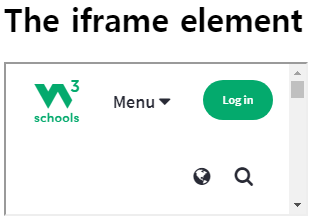 The iframe element
W3
schools
Menu
Log in